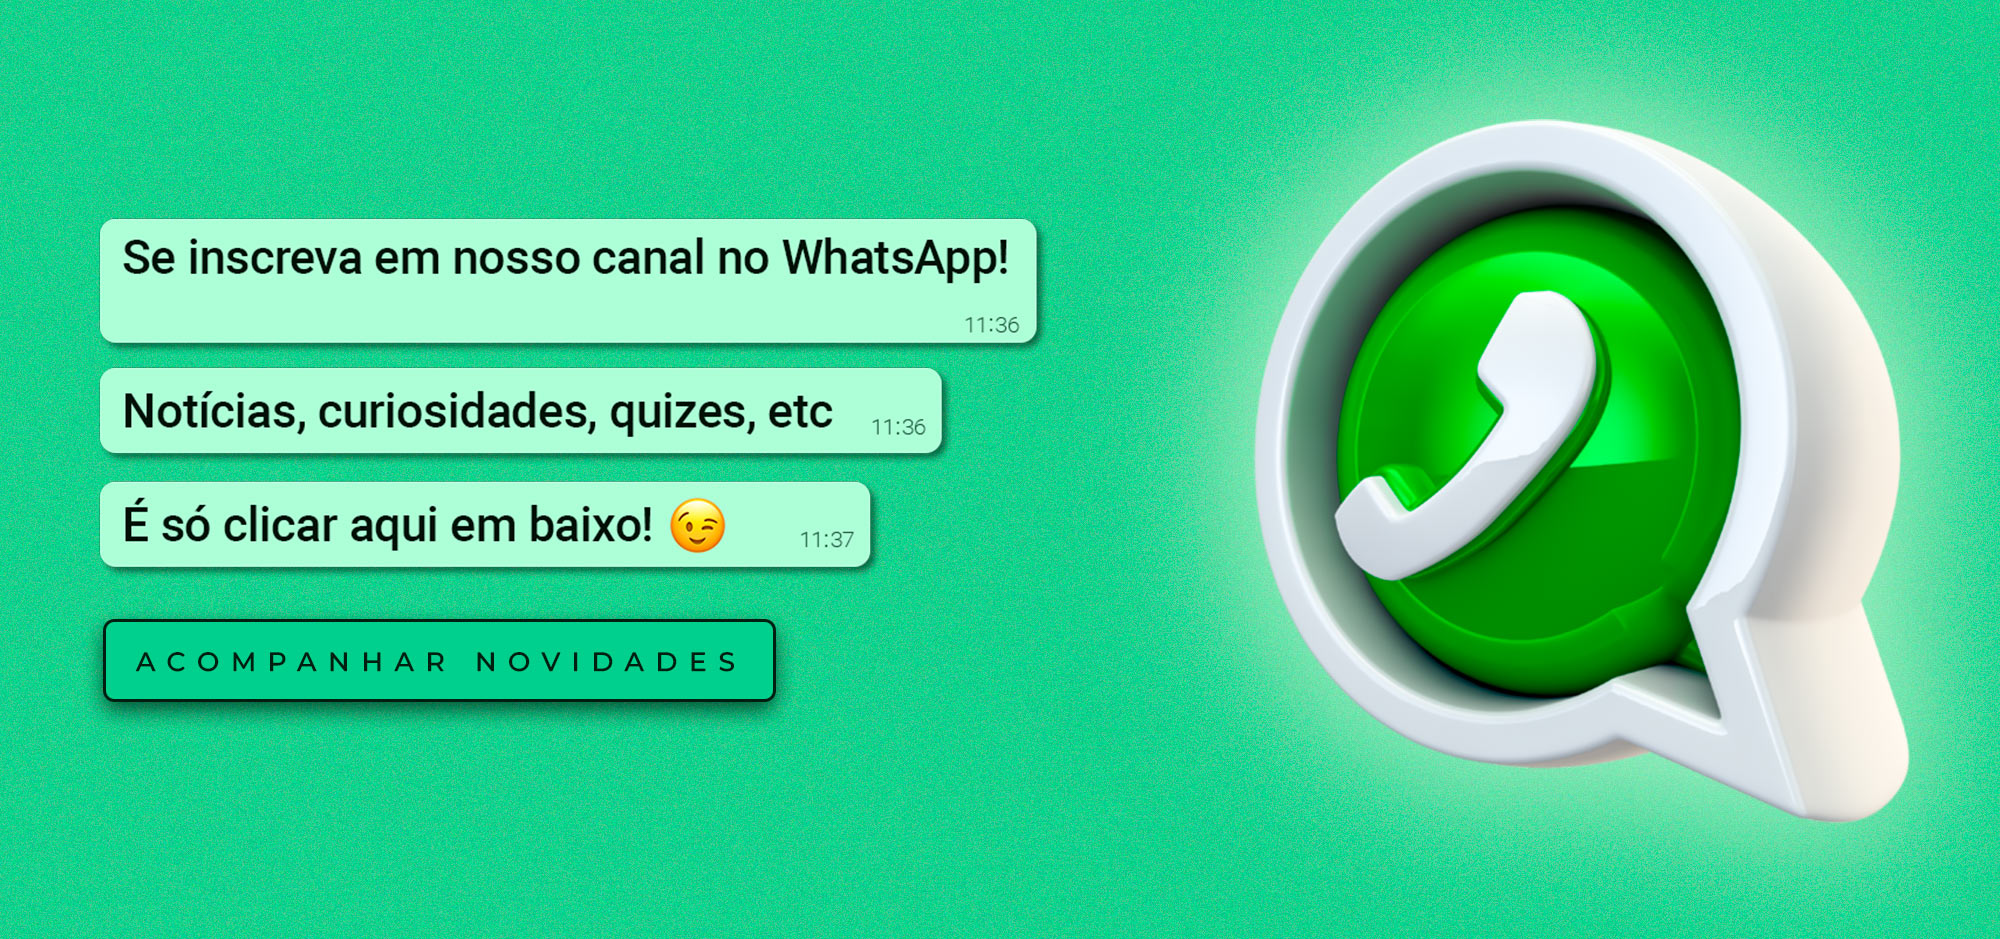 Se inscreva em nosso canal no WhatsApp!
11:36
Notícias, curiosidades, quizes, etc 11:36
É só clicar aqui em baixo! 😉 11:37
ACOMPANHAR NOVIDADES